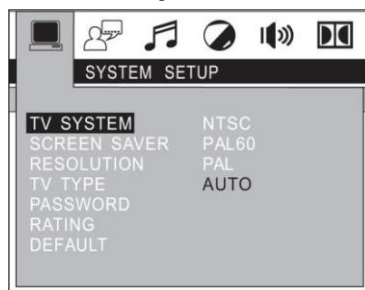 SYSTEM SETUP
TV SYSTEM NTSC
SCREEN SAVER PAL60
RESOLUTION PAL
TV TYPE AUTO
PASSWORD
RATING
DEFAULT